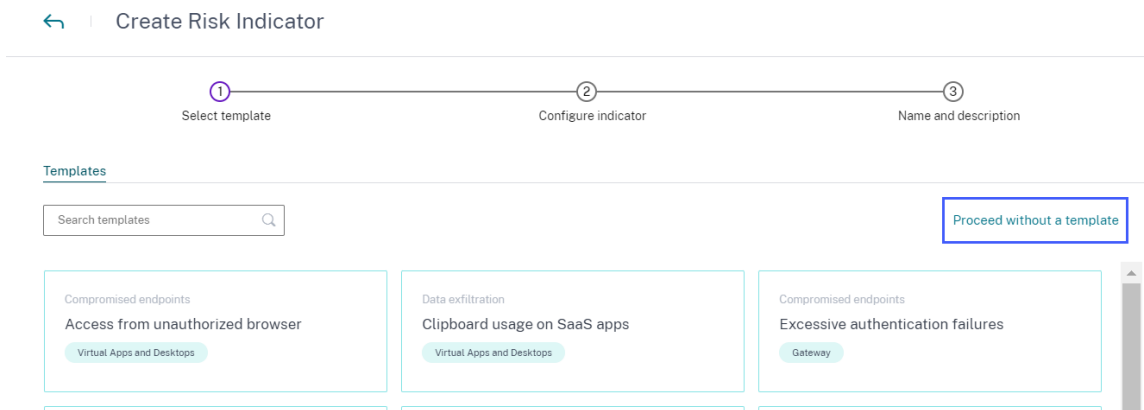 Create Risk Indicator
1
2
3
Select template
Configure indicator
Name and description
Templates
Search templates
Proceed without a template
Compromised endpoints
Access from unauthorized browser
Virtual Apps and Desktops
Data exfiltration
Clipboard usage on SaaS apps
Virtual Apps and Desktops
Compromised endpoints
Excessive authentication failures
Gateway